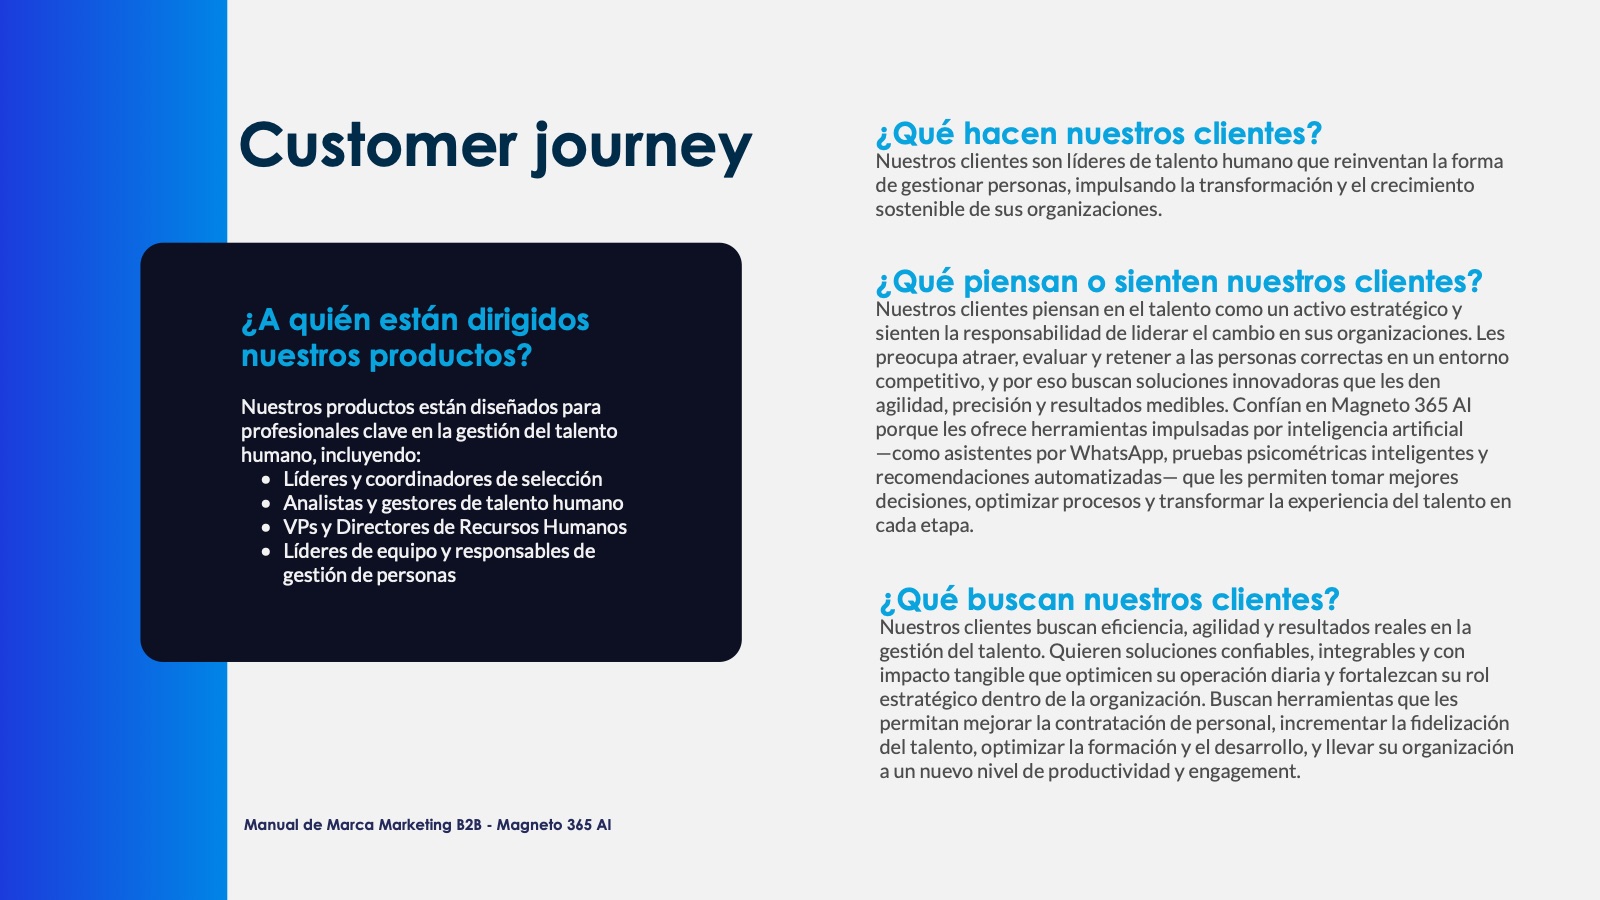 Customer journey
¿A quién están dirigidos
nuestros productos?
Nuestros productos están diseñados para
profesionales clave en la gestión del talento
humano, incluyendo:
• Líderes y coordinadores de selección
• Analistas y gestores de talento humano
• VPs y Directores de Recursos Humanos
• Líderes de equipo y responsables de
gestión de personas
¿Qué hacen nuestros clientes?
Nuestros clientes son líderes de talento humano que reinventan la forma
de gestionar personas, impulsando la transformación y el crecimiento
sostenible de sus organizaciones.
¿Qué piensan o sienten nuestros clientes?
Nuestros clientes piensan en el talento como un activo estratégico y
sienten la responsabilidad de liderar el cambio en sus organizaciones. Les
preocupa atraer, evaluar y retener a las personas correctas en un entorno
competitivo, y por eso buscan soluciones innovadoras que les den
agilidad, precisión y resultados medibles. Confían en Magneto 365 AI
porque les ofrece herramientas impulsadas por inteligencia artificial
—como asistentes por WhatsApp, pruebas psicométricas inteligentes y
recomendaciones automatizadas— que les permiten tomar mejores
decisiones, optimizar procesos y transformar la experiencia del talento en
cada etapa.
¿Qué buscan nuestros clientes?
Nuestros clientes buscan eficiencia, agilidad y resultados reales en la
gestión del talento. Quieren soluciones confiables, integrables y con
impacto tangible que optimicen su operación diaria y fortalezcan su rol
estratégico dentro de la organización. Buscan herramientas que les
permitan mejorar la contratación de personal, incrementar la fidelización
del talento, optimizar la formación y el desarrollo, y llevar su organización
a un nuevo nivel de productividad y engagement.
Manual de Marca Marketing B2B - Magneto 365 AI